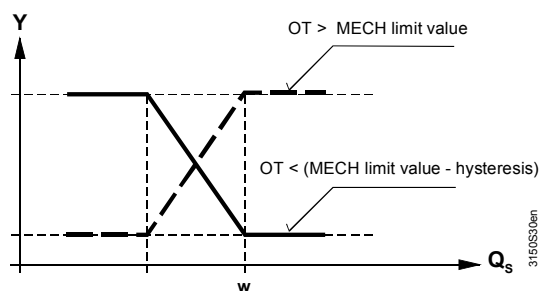 Y
OT > MECH limit value
OT < (MECH limit value - hysteresis)
3150S30en
Qs
w